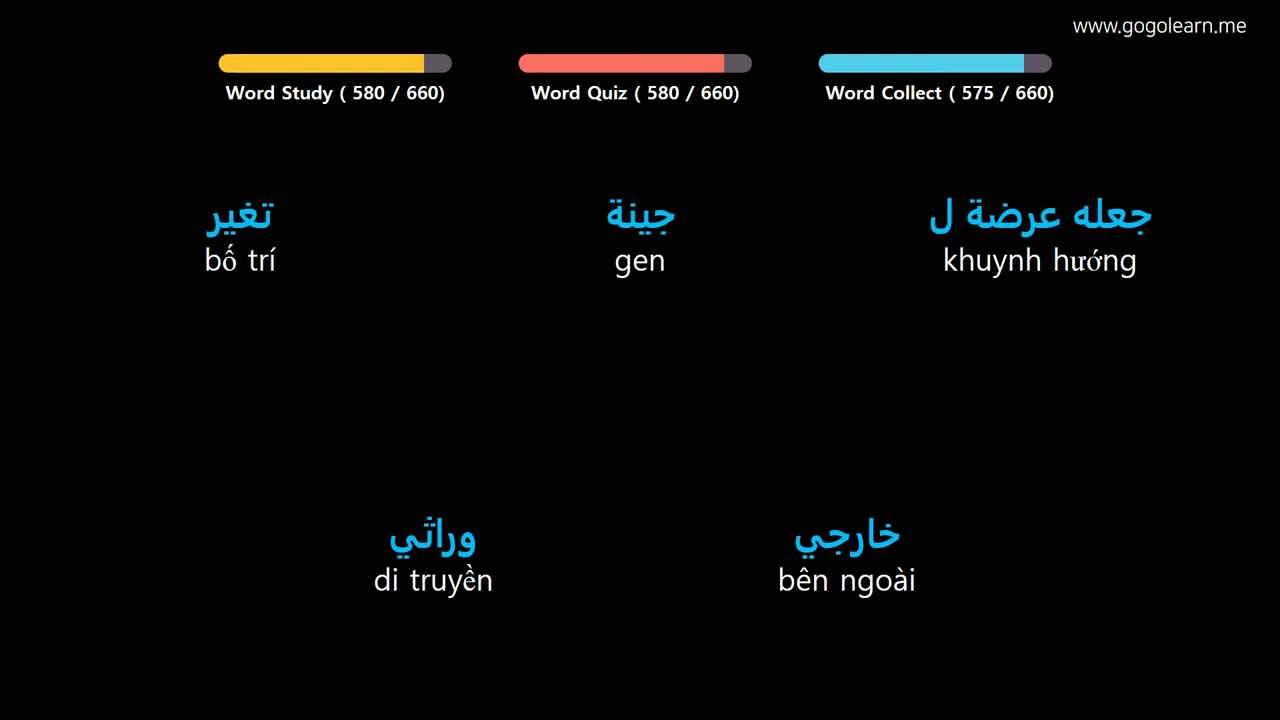 www.gogolearn.me
Word Study ( 580 / 660)
Word Quiz ( 580 / 660)
Word Collect ( 575 / 660)
تغير
bố trí
جينة
gen
جعله عرضة ل
khuynh hướng
وراثي
di truyền
خارجي
bên ngoài